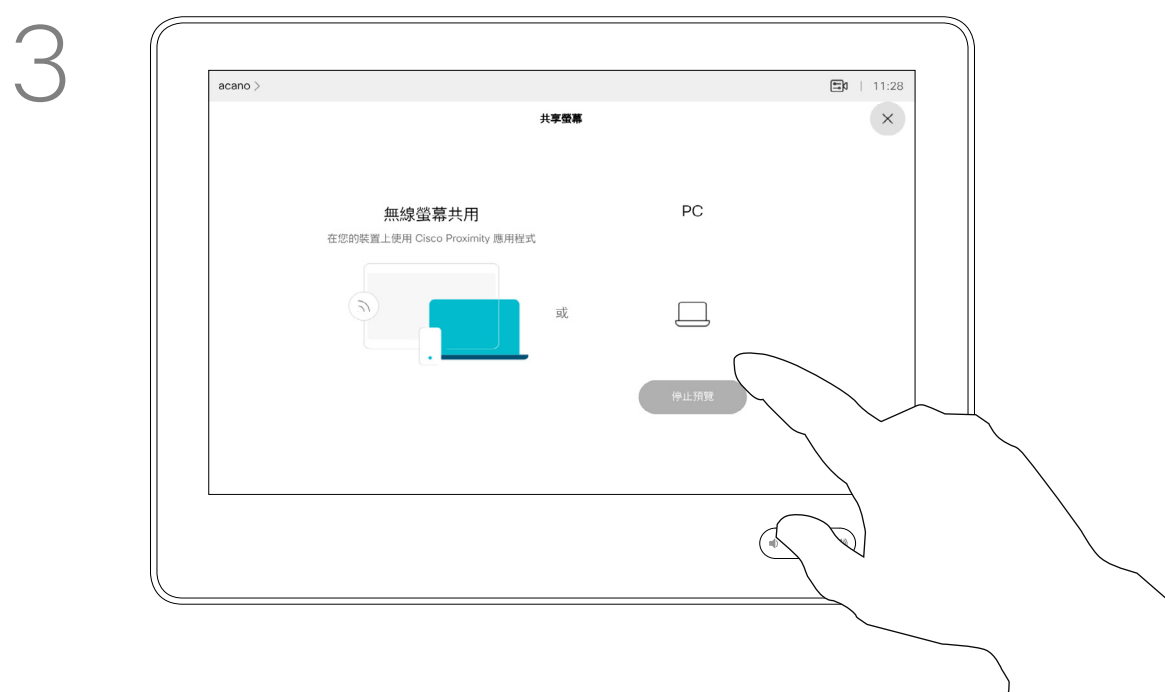 3
acano >
11:28
共享螢幕
無線螢幕共用
在您的裝置上使用 Cisco Proximity 應用程式
或
PC
停止預覽